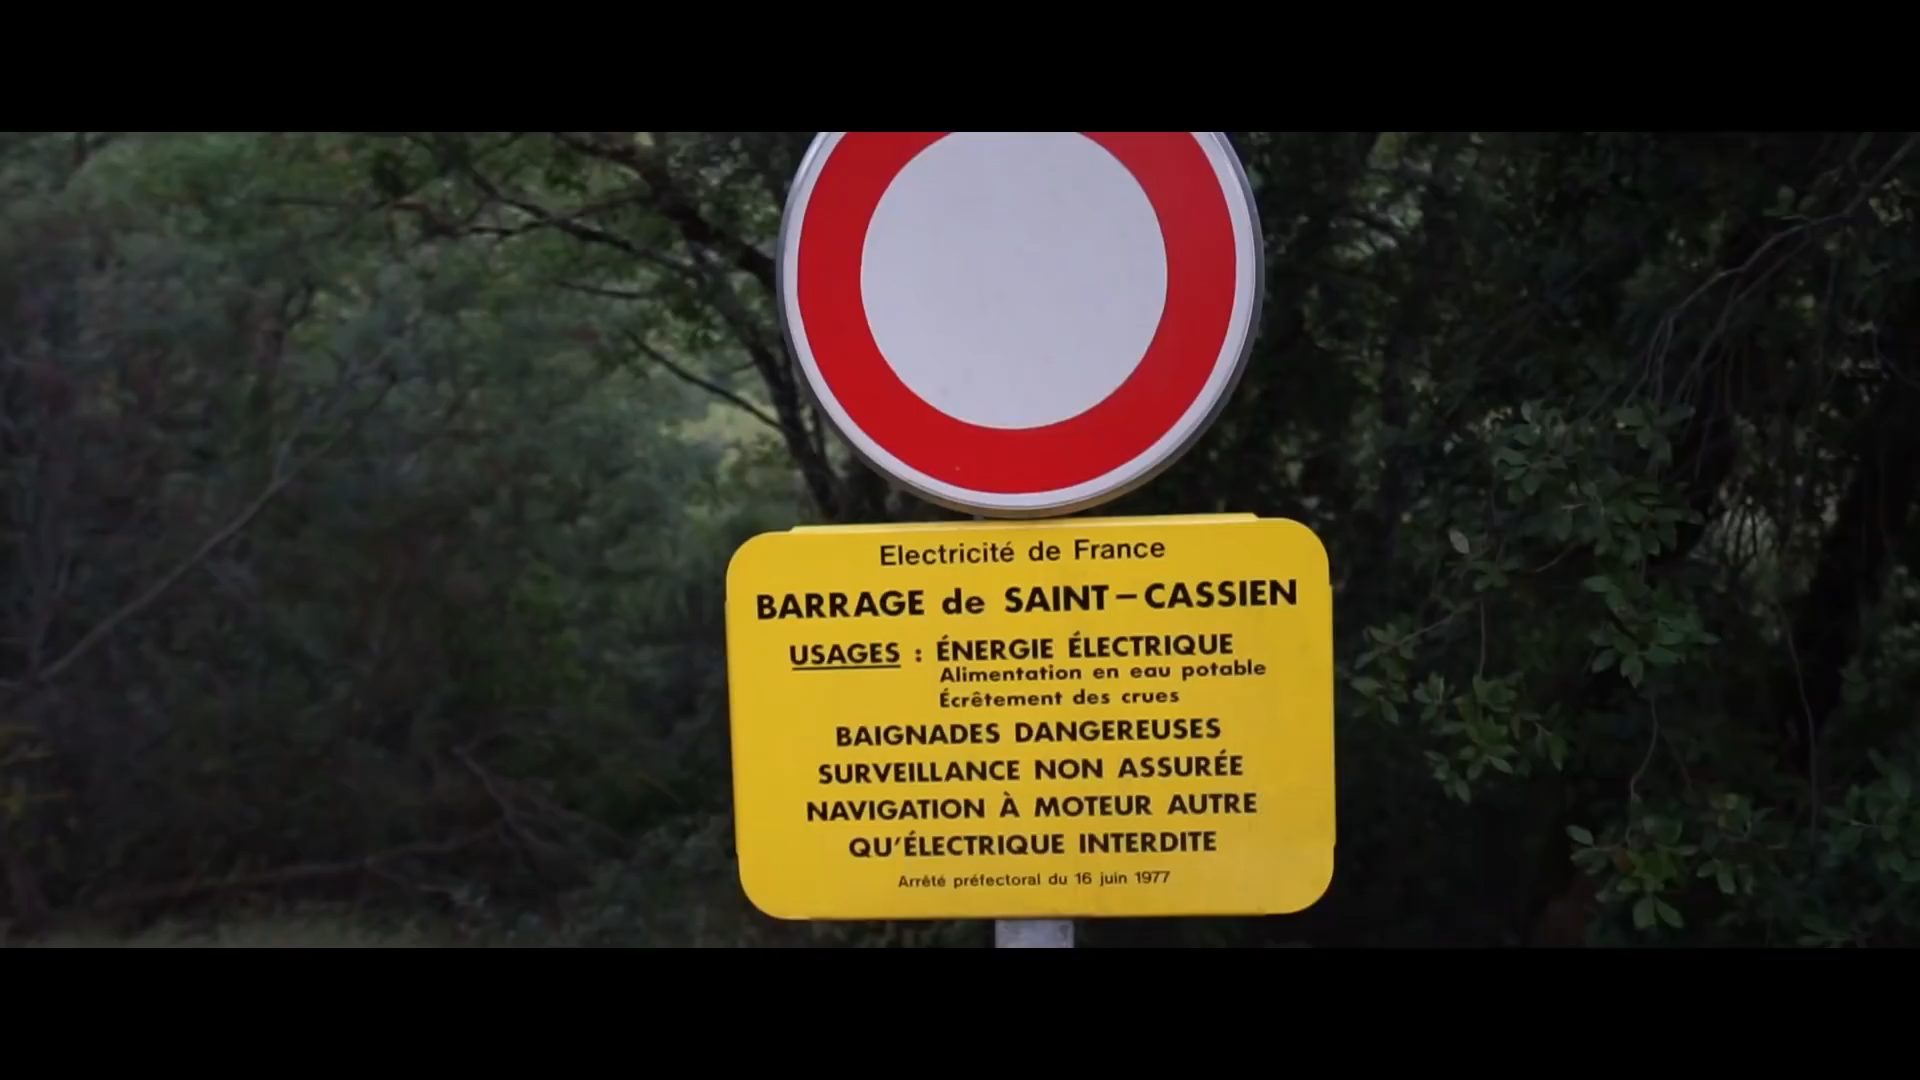 Electricité de France
BARRAGE de SAINT-CASSIEN
USAGES : ÉNERGIE ÉLECTRIQUE
Alimentation en eau potable
Écrêtement des crues
BAIGNADES DANGEREUSES
SURVEILLANCE NON ASSURÉE
NAVIGATION À MOTEUR AUTRE
QU'ÉLECTRIQUE INTERDITE
Arrêté préfectoral du 16 juin 1977